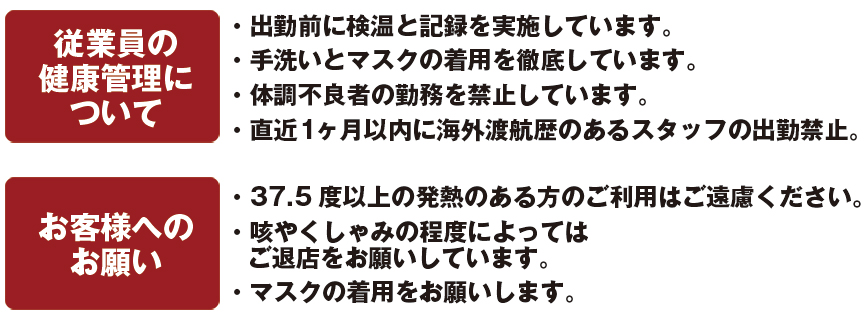 従業員の
健康管理に
ついて
・出勤前に検温と記録を実施しています。
・手洗いとマスクの着用を徹底しています。
・体調不良者の勤務を禁止しています。
・直近1ヶ月以内に海外渡航歴のあるスタッフの出勤禁止。
お客様への
お願い
・37.5度以上の発熱のある方のご利用はご遠慮ください。
・咳やくしゃみの程度によっては
ご退店をお願いしています。
・マスクの着用をお願いします。